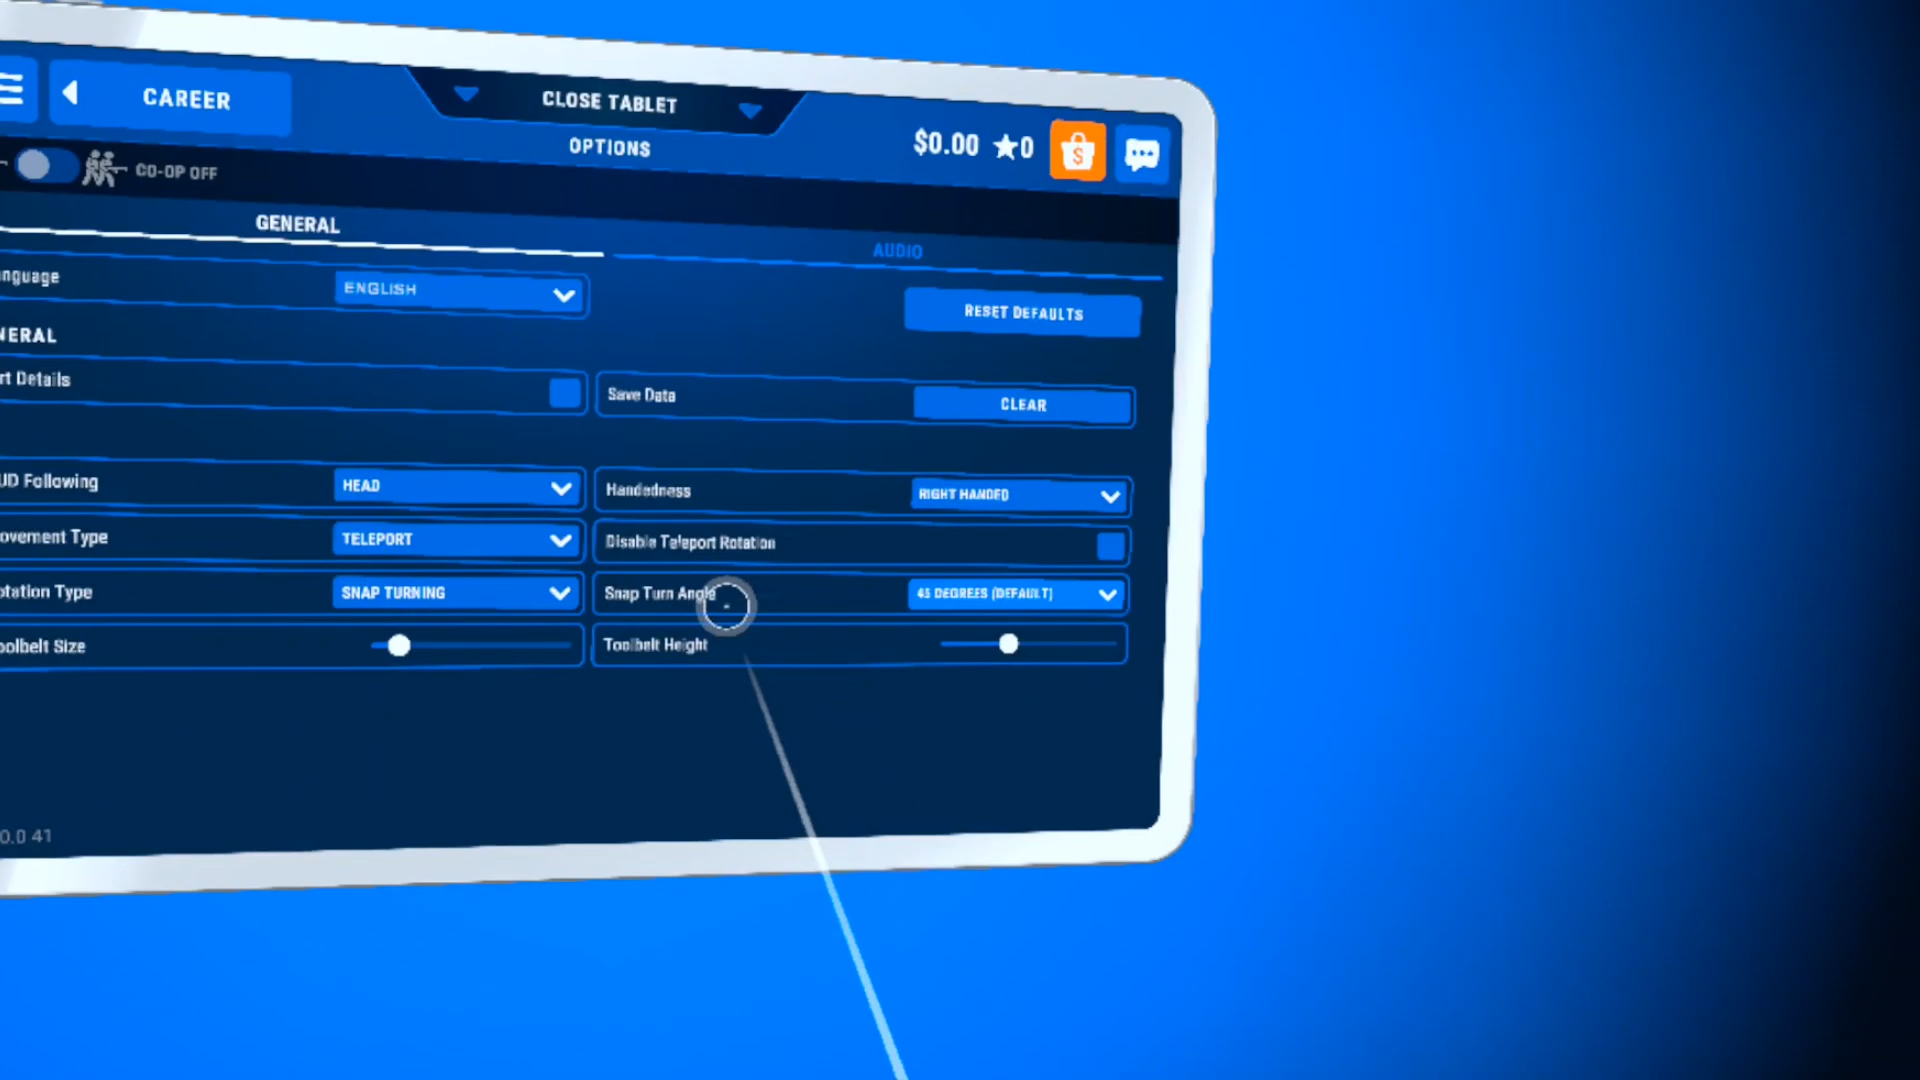 CAREER
CLOSE TABLET
OPTIONS
$0.00 ★0
CO-OP OFF
GENERAL
AUDIO
nguage
ENGLISH
RESET DEFAULTS
NERAL
rt Details
Save Data
CLEAR
UD Following
HEAD
Handedness
RIGHT HANDED
ovement Type
TELEPORT
Disable Teleport Rotation
otation Type
SNAP TURNING
Snap Turn Angle
45 DEGREES (DEFAULT)
oolbelt Size
Toolbelt Height
0.0 41